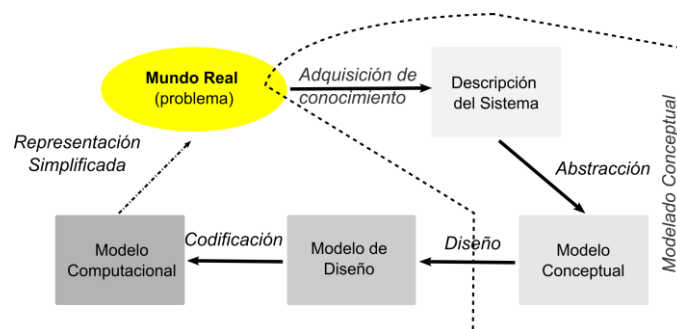 Mundo Real
(problema)
Adquisición de
conocimiento
Descripción
del Sistema
Representación
Simplificada
Abstracción
Modelado Conceptual
Modelo
Computacional
Codificación
Modelo de
Diseño
Diseño
Modelo
Conceptual